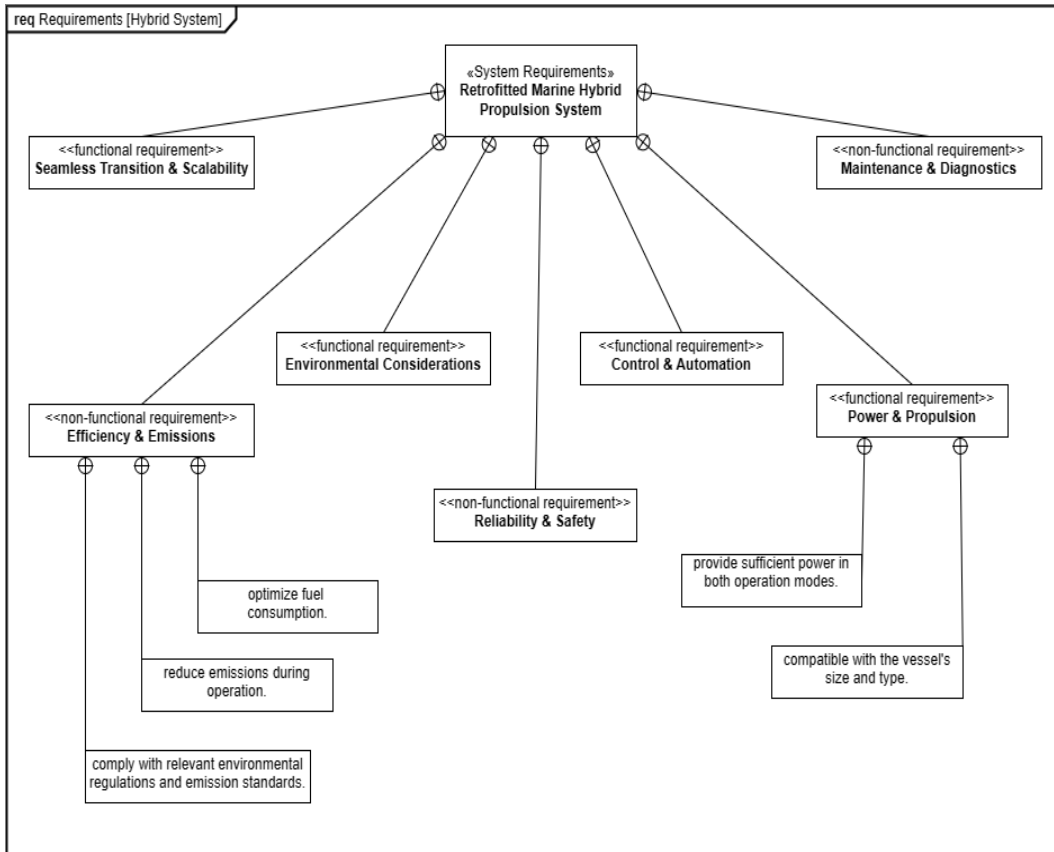 req Requirements [Hybrid System]
«System Requirements»
Retrofitted Marine Hybrid
Propulsion System
<<functional requirement>>
Seamless Transition & Scalability
<<non-functional requirement>>
Maintenance & Diagnostics
<<functional requirement>>
Environmental Considerations
<<functional requirement>>
Control & Automation
<<non-functional requirement>>
Efficiency & Emissions
<<functional requirement>>
Power & Propulsion
<<non-functional requirement>>
Reliability & Safety
provide sufficient power in
both operation modes.
optimize fuel
consumption.
compatible with the vessel's
size and type.
reduce emissions during
operation.
comply with relevant environmental
regulations and emission standards.